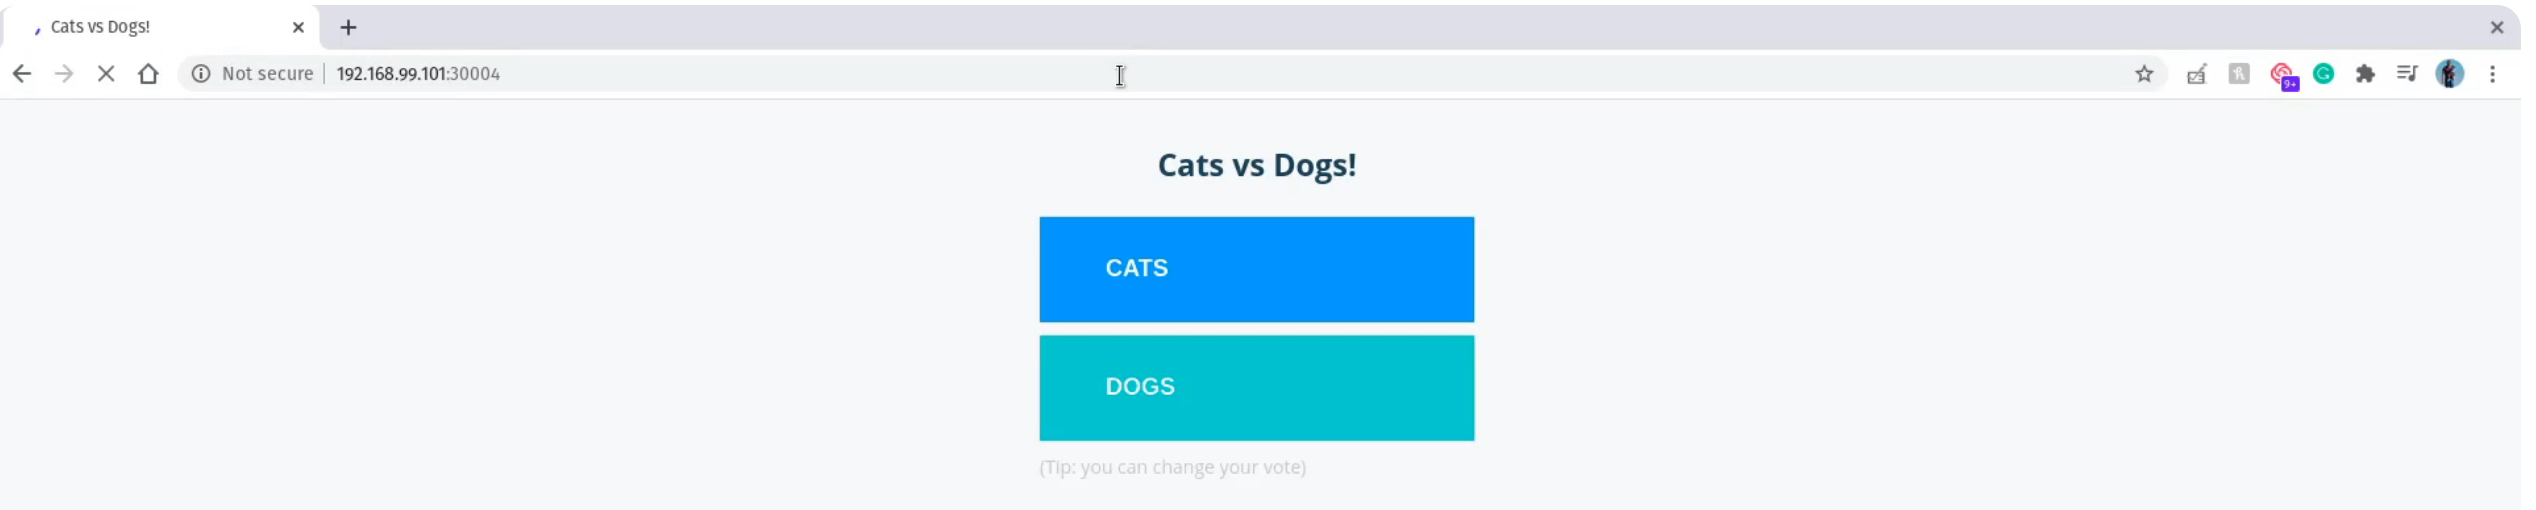 Cats vs Dogs!
Not secure 192.168.99.101:30004
9+
Cats vs Dogs!
CATS
DOGS
(Tip: you can change your vote)